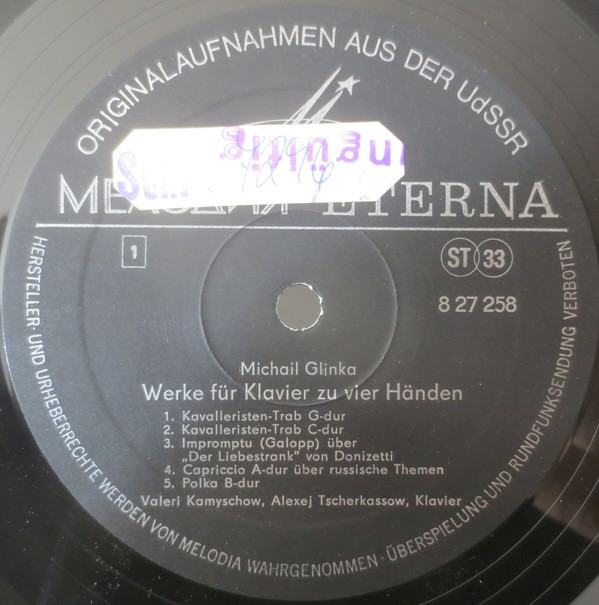 ORIGINALAUFNAHMEN AUS DER UdSSR
ungültig
ETERNA
1
ST 33
8 27 258
Michail Glinka
Werke für Klavier zu vier Händen
1. Kavalleristen-Trab G-dur
2. Kavalleristen-Trab C-dur
3. Impromptu (Galopp) über
„Der Liebestrank" von Donizetti
4. Capriccio A-dur über russische Themen
5. Polka B-dur
Valeri Kamyschow, Alexej Tscherkassow, Klavier
HERSTELLER- UND URHEBERRECHTE WERDEN VON MELODIA WAHRGENOMMEN · ÜBERSPIELUNG UND RUNDFUNKSENDUNG VERBOTEN